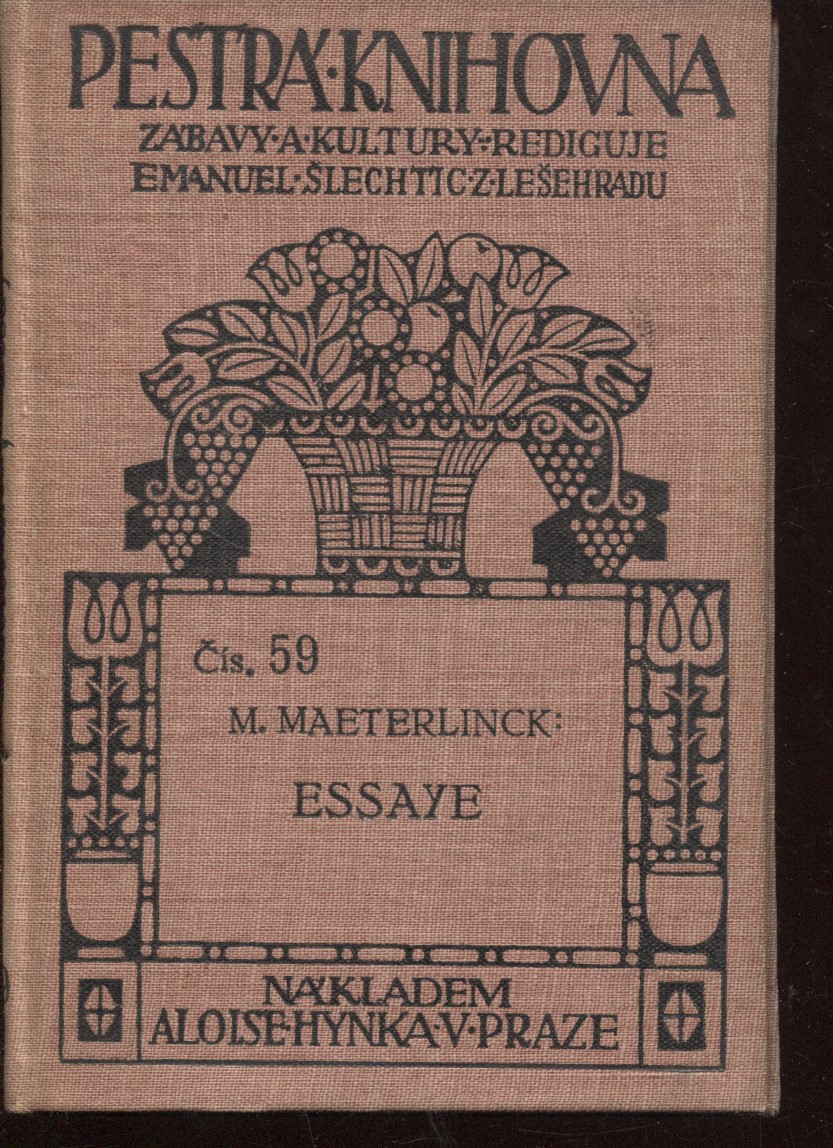 PESTRÁ·KNIHOVNA
ZÁBAVY·A·KULTURY·REDIGUJE
EMANUEL·ŠLECHTIC·Z·LEŠEHRADU
Čís. 59
M. MAETERLINCK:
ESSAYE
NÁKLADEM
ALOISE·HYNKA·V·PRAZE